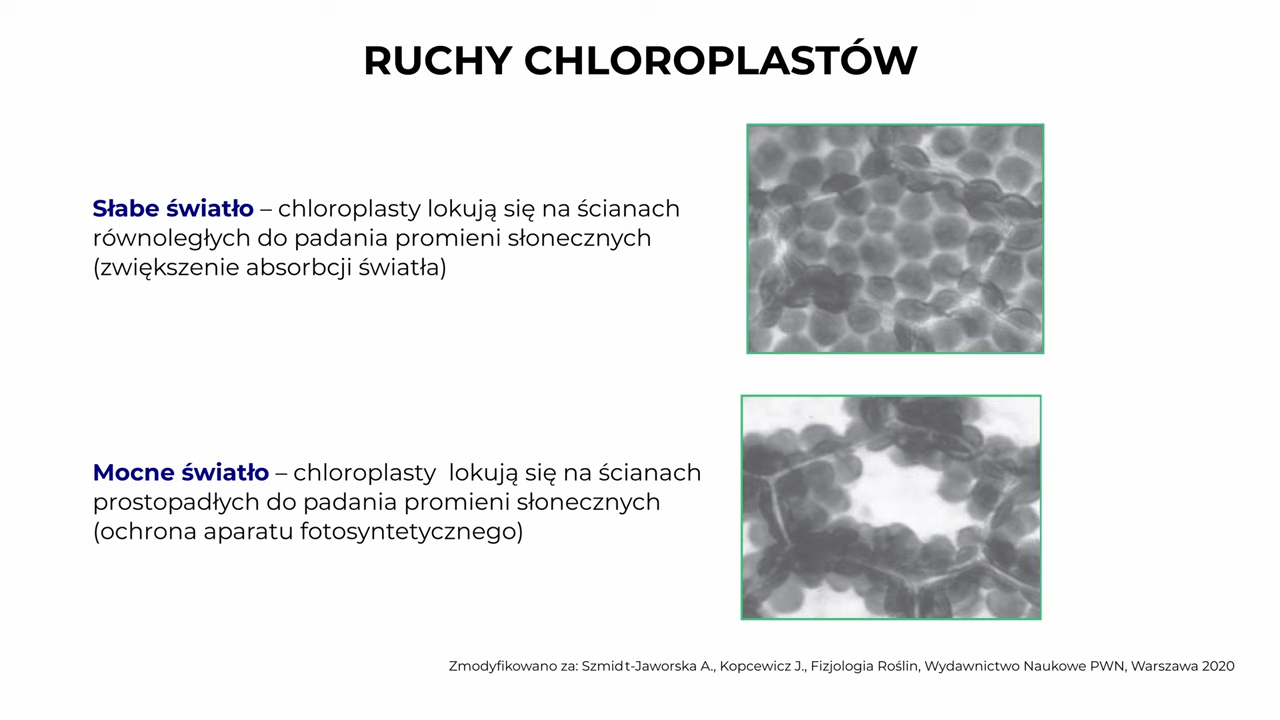 RUCHY CHLOROPLASTÓW
Słabe światło – chloroplasty lokują się na ścianach
równoległych do padania promieni słonecznych
(zwiększenie absorbcji światła)
Mocne światło – chloroplasty lokują się na ścianach
prostopadłych do padania promieni słonecznych
(ochrona aparatu fotosyntetycznego)
Zmodyfikowano za: Szmidt-Jaworska A., Kopcewicz J., Fizjologia Roślin, Wydawnictwo Naukowe PWN, Warszawa 2020